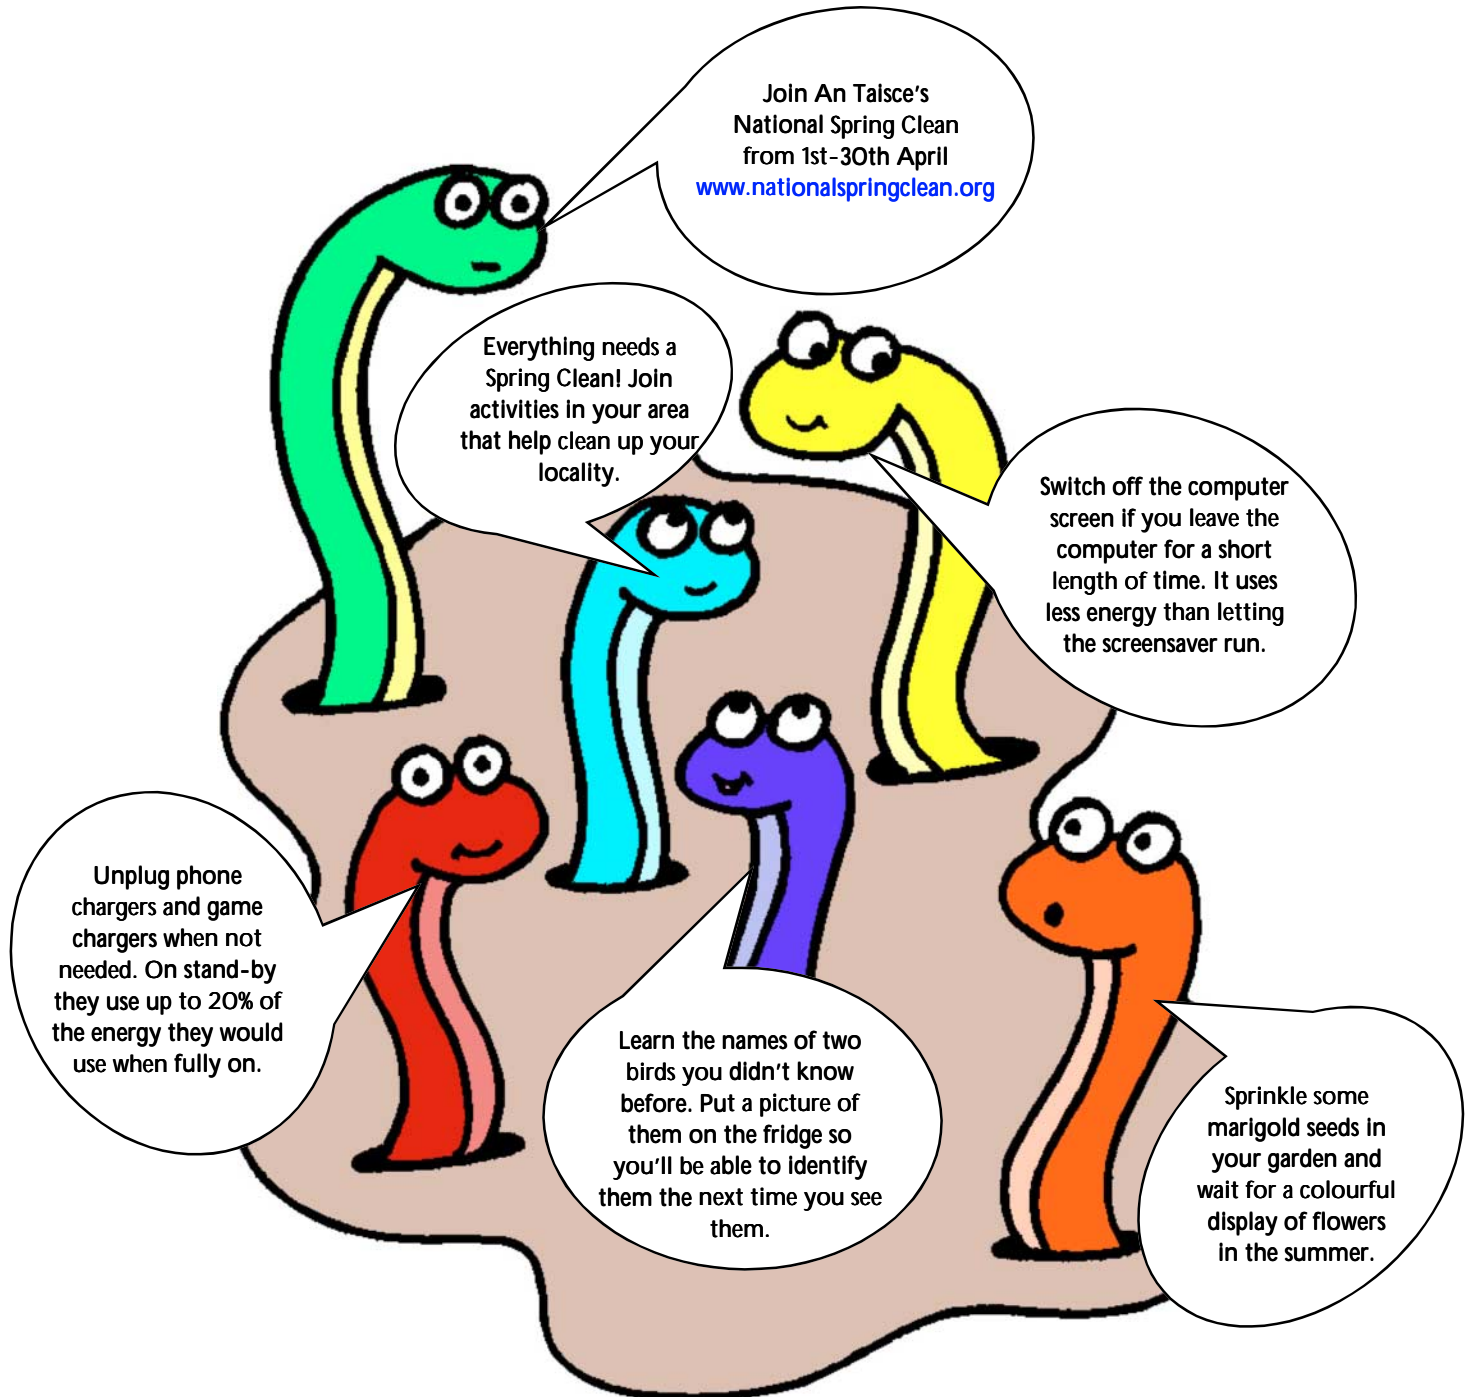 Join An Taisce's
National Spring Clean
from 1st-30th April
www.nationalspringclean.org
Everything needs a
Spring Clean! Join
activities in your area
that help clean up your
locality.
Switch off the computer
screen if you leave the
computer for a short
length of time. It uses
less energy than letting
the screensaver run.
Unplug phone
chargers and game
chargers when not
needed. On stand-by
they use up to 20% of
the energy they would
use when fully on.
Learn the names of two
birds you didn't know
before. Put a picture of
them on the fridge so
you'll be able to identify
them the next time you see
them.
Sprinkle some
marigold seeds in
your garden and
wait for a colourful
display of flowers
in the summer.